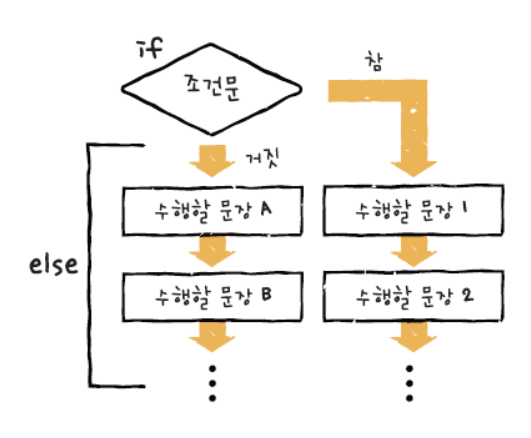 if
조건문
참
거짓
수행할 문장 A
수행할 문장 1
else
수행할 문장 B
수행할 문장 2